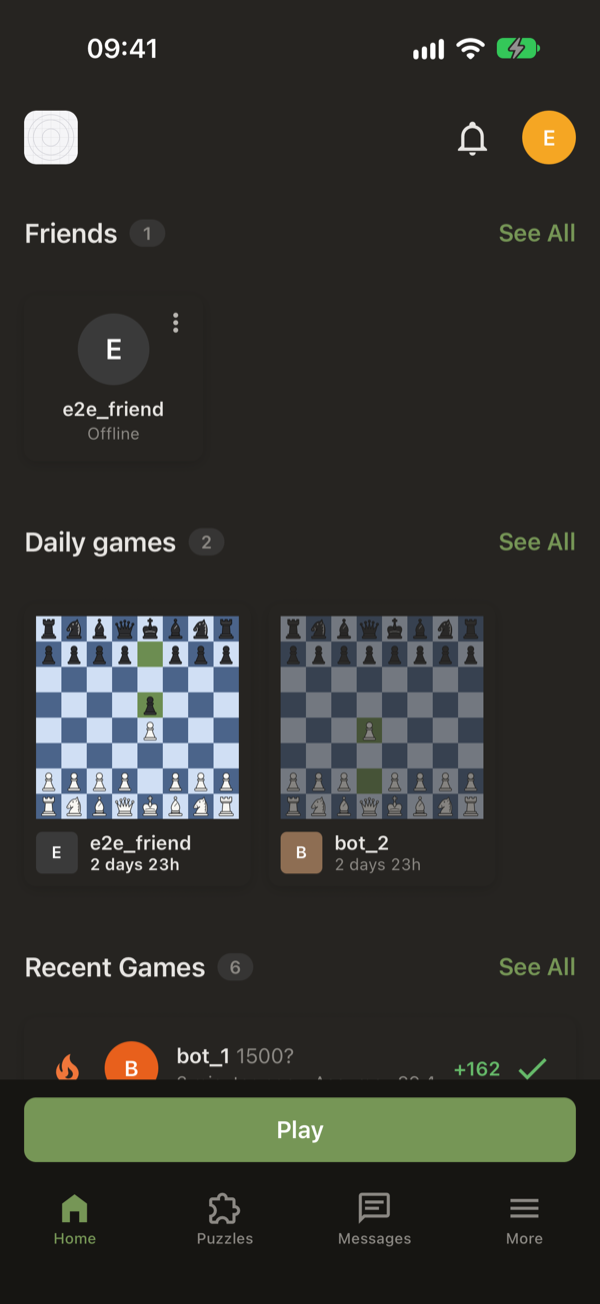 09:41
E
Friends 1 See All
E
e2e_friend
Offline
Daily games 2 See All
E
e2e_friend
2 days 23h
B
bot_2
2 days 23h
Recent Games 6 See All
B
bot_1 1500?
+162
Play
Home Puzzles Messages More